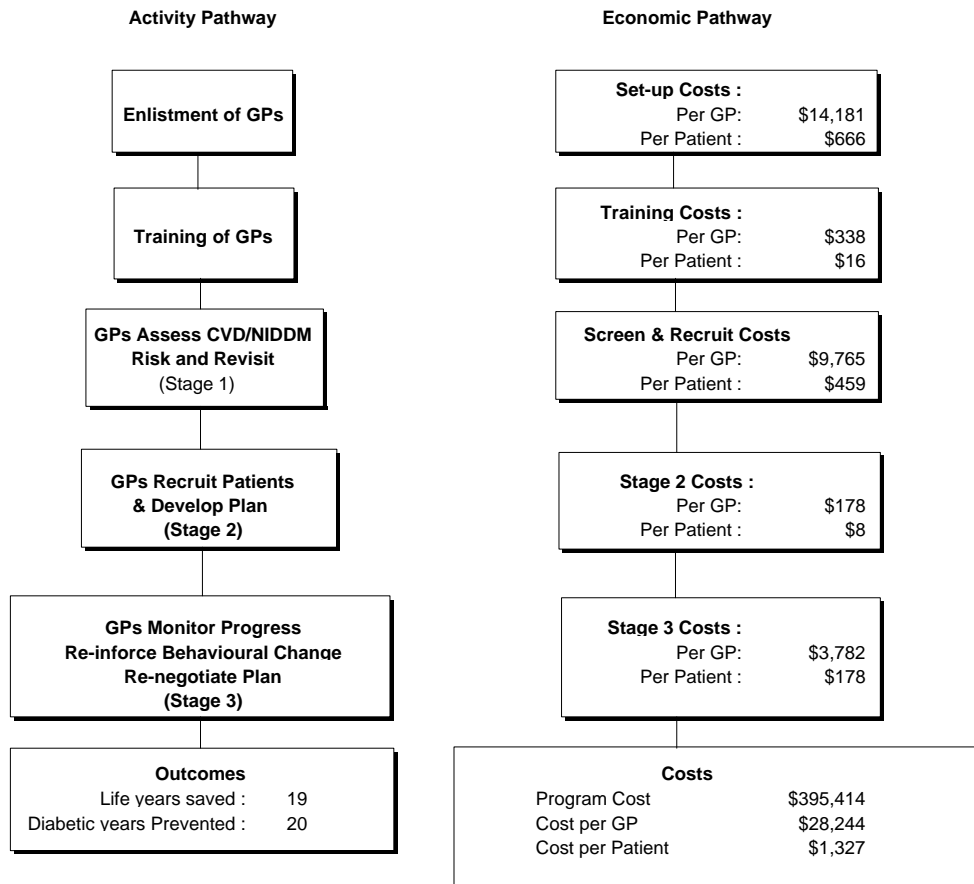 Activity Pathway
Economic Pathway
Enlistment of GPs
Set-up Costs :
Per GP: $14,181
Per Patient : $666
Training of GPs
Training Costs :
Per GP: $338
Per Patient : $16
GPs Assess CVD/NIDDM
Risk and Revisit
(Stage 1)
Screen & Recruit Costs
Per GP: $9,765
Per Patient : $459
GPs Recruit Patients
& Develop Plan
(Stage 2)
Stage 2 Costs :
Per GP: $178
Per Patient : $8
GPs Monitor Progress
Re-inforce Behavioural Change
Re-negotiate Plan
(Stage 3)
Stage 3 Costs :
Per GP: $3,782
Per Patient : $178
Outcomes
Life years saved : 19
Diabetic years Prevented : 20
Costs
Program Cost $395,414
Cost per GP $28,244
Cost per Patient $1,327